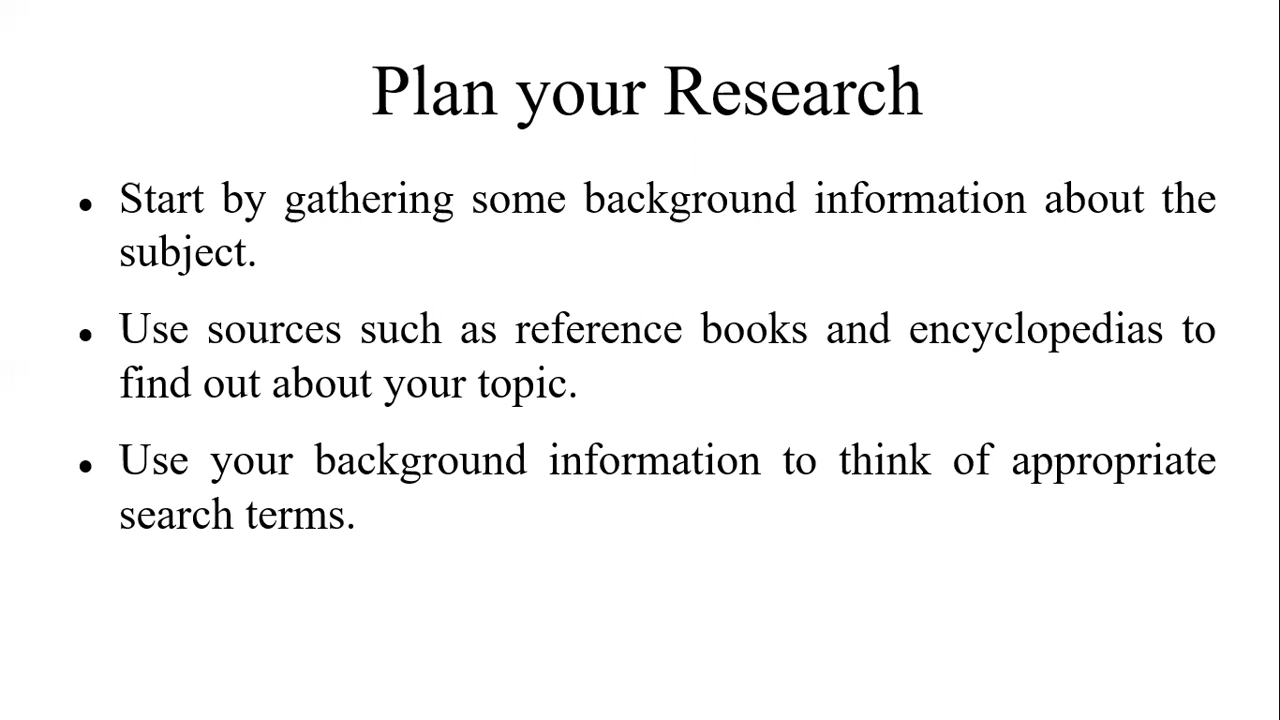 Plan your Research
• Start by gathering some background information about the
subject.
• Use sources such as reference books and encyclopedias to
find out about your topic.
• Use your background information to think of appropriate
search terms.